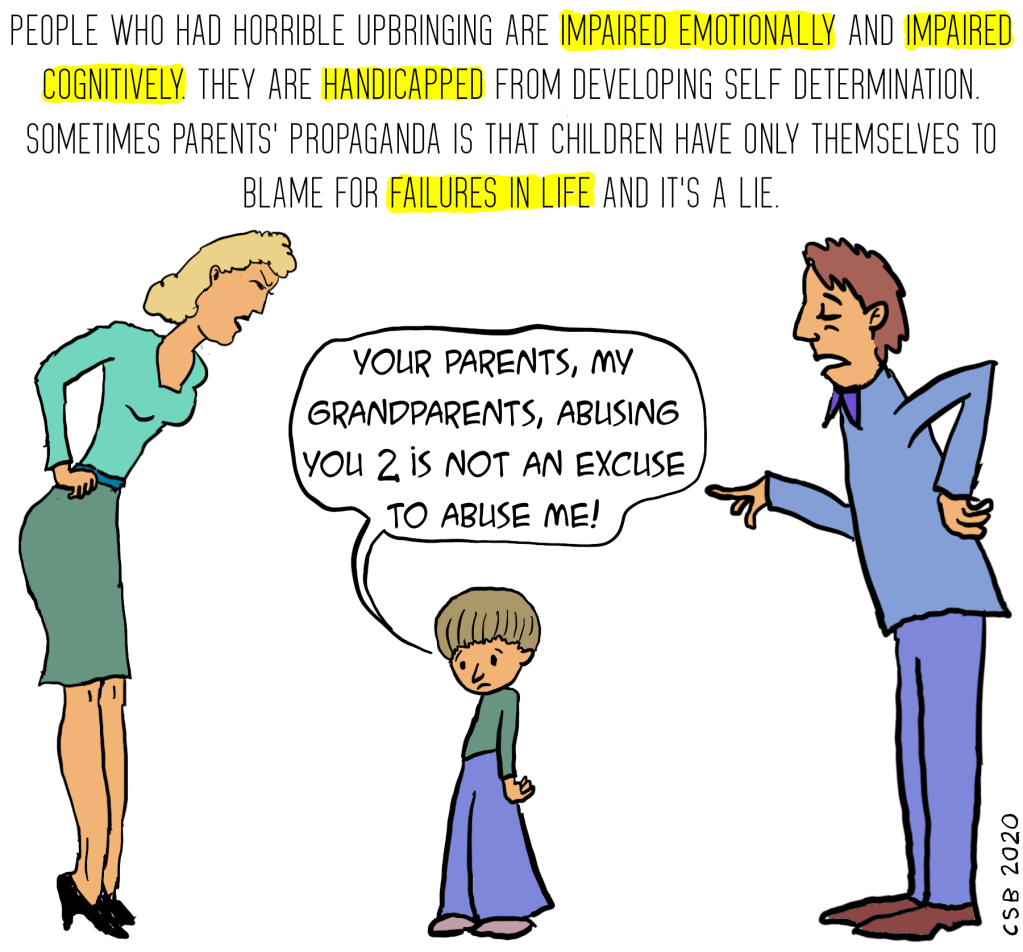 PEOPLE WHO HAD HORRIBLE UPBRINGING ARE IMPAIRED EMOTIONALLY AND IMPAIRED
COGNITIVELY. THEY ARE HANDICAPPED FROM DEVELOPING SELF DETERMINATION.
SOMETIMES PARENTS' PROPAGANDA IS THAT CHILDREN HAVE ONLY THEMSELVES TO
BLAME FOR FAILURES IN LIFE AND IT'S A LIE.
YOUR PARENTS, MY
GRANDPARENTS, ABUSING
YOU 2 iS NOT AN EXCUSE
TO ABUSE ME!
CSB 2020